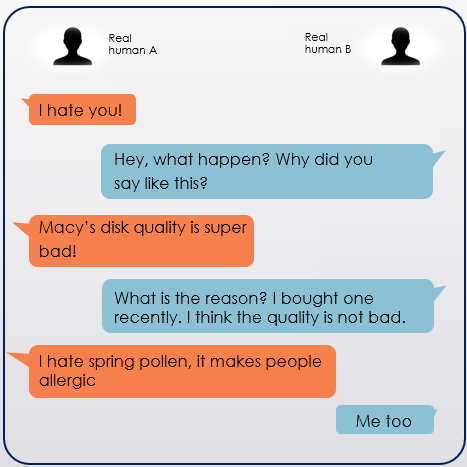 Real
human A
Real
human B
I hate you!
Hey, what happen? Why did you
say like this?
Macy’s disk quality is super
bad!
What is the reason? I bought one
recently. I think the quality is not bad.
I hate spring pollen, it makes people
allergic
Me too